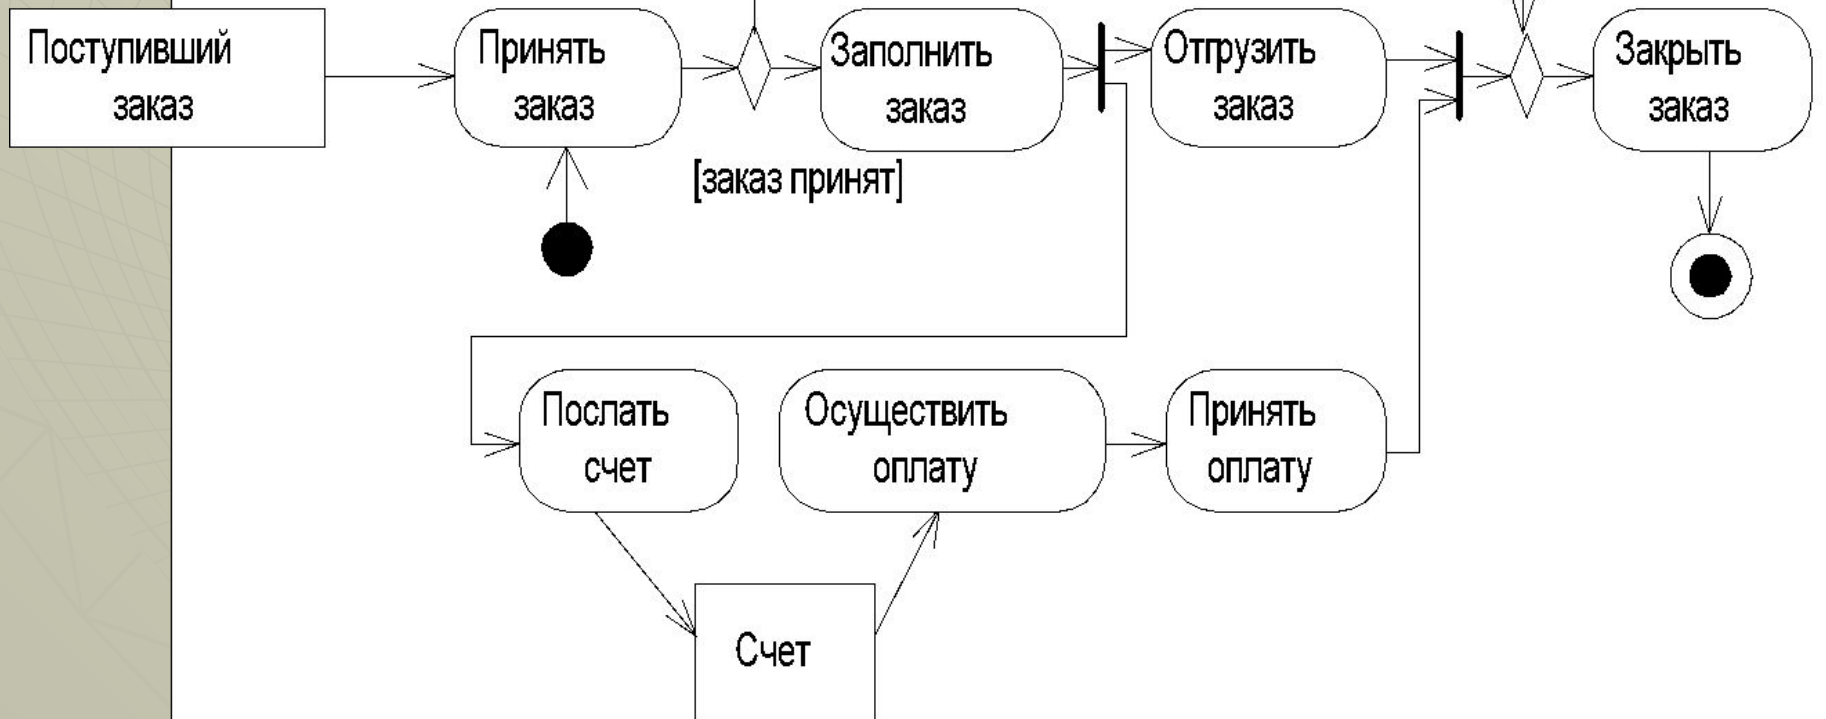 Поступивший
заказ
Принять
заказ
Заполнить
заказ
Отгрузить
заказ
Закрыть
заказ
[заказ принят]
Послать
счет
Осуществить
оплату
Принять
оплату
Счет